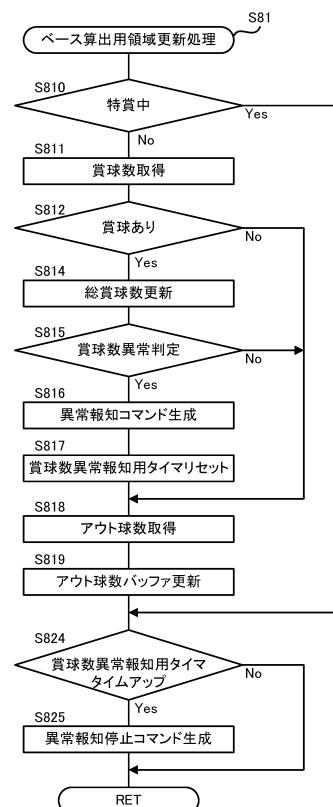 ベース算出用領域更新処理
S81
S810
特賞中
Yes
No
S811
賞球数取得
S812
賞球あり
No
Yes
S814
総賞球数更新
S815
賞球数異常判定
No
Yes
S816
異常報知コマンド生成
S817
賞球数異常報知用タイマリセット
S818
アウト球数取得
S819
アウト球数バッファ更新
S824
賞球数異常報知用タイマ
タイムアップ
No
Yes
S825
異常報知停止コマンド生成
RET